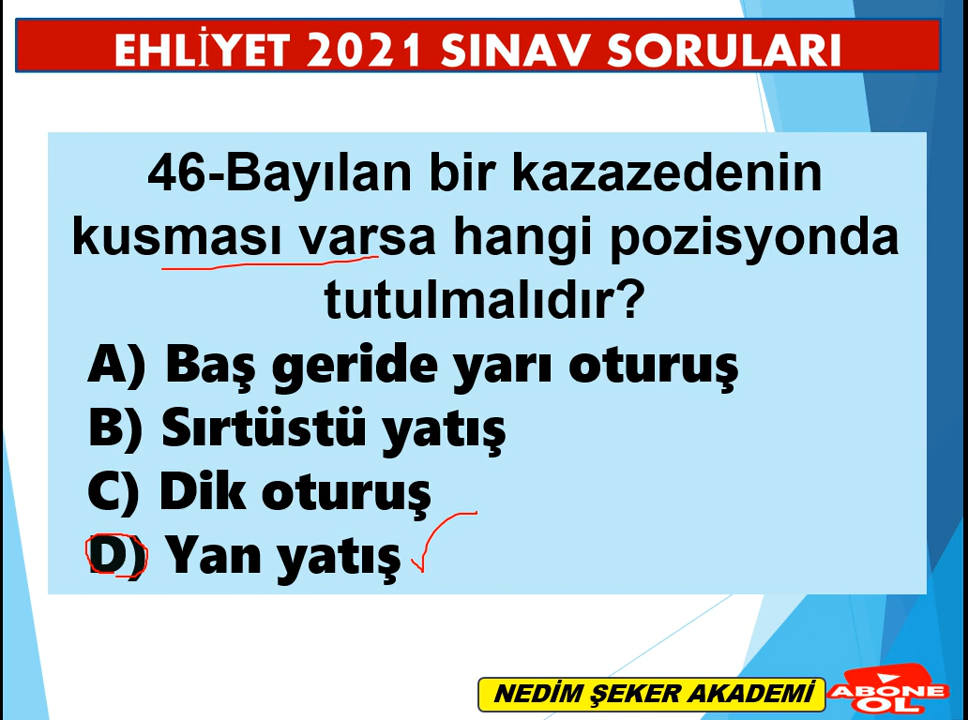 EHLİYET 2021 SINAV SORULARI
46-Bayılan bir kazazedenin
kusması varsa hangi pozisyonda
tutulmalıdır?
A) Baş geride yarı oturuş
B) Sırtüstü yatış
C) Dik oturuş
D) Yan yatış
NEDİM ŞEKER AKADEMİ
ABONE
OL